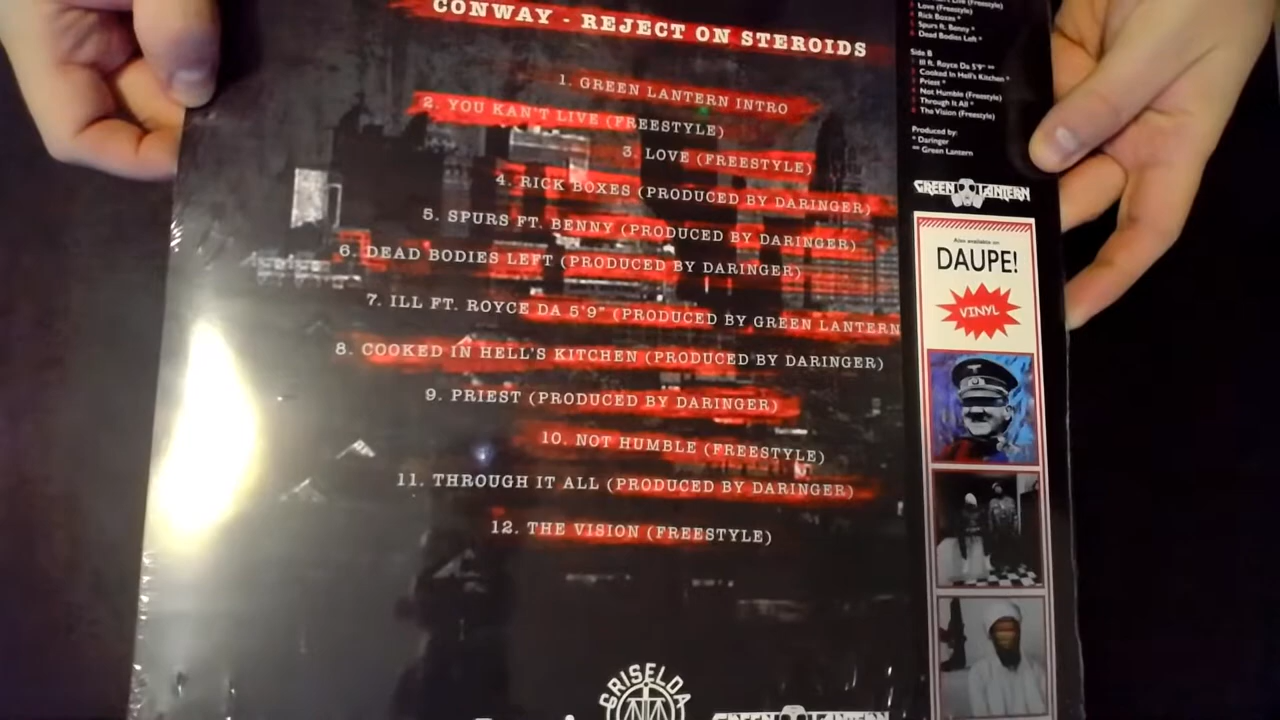 CONWAY - REJECT ON STEROIDS
1. GREEN LANTERN INTRO
2. YOU KAN'T LIVE (FREESTYLE)
3. LOVE (FREESTYLE)
4. RICK BOXES (PRODUCED BY DARINGER)
5. SPURS FT. BENNY (PRODUCED BY DARINGER)
6. DEAD BODIES LEFT (PRODUCED BY DARINGER)
7. ILL FT. ROYCE DA 5'9" (PRODUCED BY GREEN LANTERN
8. COOKED IN HELL'S KITCHEN (PRODUCED BY DARINGER)
9. PRIEST (PRODUCED BY DARINGER)
10. NOT HUMBLE (FREESTYLE)
11. THROUGH IT ALL (PRODUCED BY DARINGER)
12. THE VISION (FREESTYLE)
GRISELDA
GREEN LANTERN
Live (Freestyle)
Love (Freestyle)
Rick Boxes *
Spurs ft. Benny *
Dead Bodies Left *
Side B
Ill ft. Royce Da 5'9" **
Cooked In Hell's Kitchen *
Priest *
Not Humble (Freestyle)
Through It All *
The Vision (Freestyle)
Produced by:
* Daringer
** Green Lantern
GREEN LANTERN
Also available on
DAUPE!
VINYL